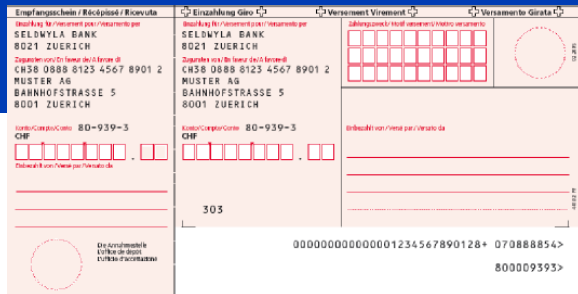 Empfangsschein / Récépissé / Ricevuta
Einzahlung für / Versement pour / Versamento per
SELDWYLA BANK
8021 ZUERICH
Zugunsten von / En faveur de / A favore di
CH38 0888 8123 4567 8901 2
MUSTER AG
BAHNHOFSTRASSE 5
8001 ZUERICH
Konto / Compte / Conto 80-939-3
CHF
Einbezahlt von / Versé par / Versato da
Die Annahmestelle
L'office de dépôt
L'ufficio d'accettazione
Einzahlung Giro
Versement Virement
Versamento Girata
Einzahlung für / Versement pour / Versamento per
SELDWYLA BANK
8021 ZUERICH
Zugunsten von / En faveur de / A favore di
CH38 0888 8123 4567 8901 2
MUSTER AG
BAHNHOFSTRASSE 5
8001 ZUERICH
Konto / Compte / Conto 80-939-3
CHF
303
Zahlungszweck / Motif versement / Motivo versamento
Einbezahlt von / Versé par / Versato da
000000000000001234567890128+ 070888854>
800009393>